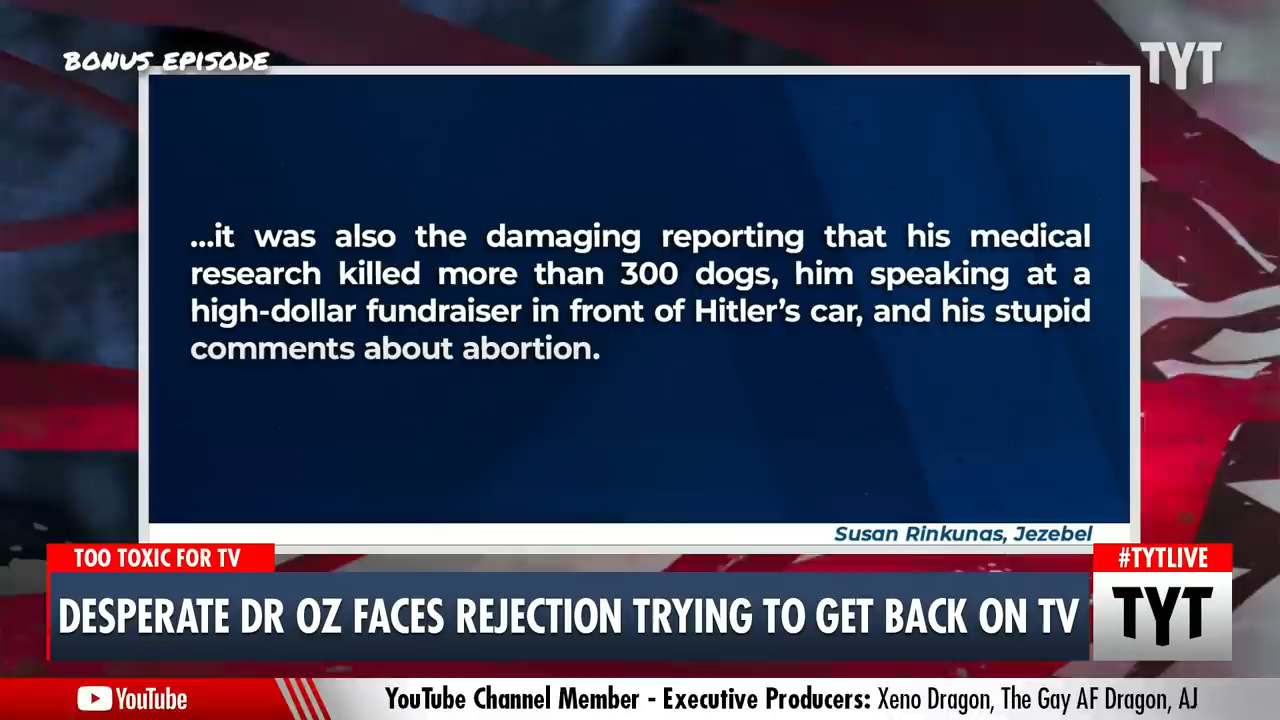 BONUS EPISODE
TYT
...it was also the damaging reporting that his medical
research killed more than 300 dogs, him speaking at a
high-dollar fundraiser in front of Hitler's car, and his stupid
comments about abortion.
Susan Rinkunas, Jezebel
TOO TOXIC FOR TV
#TYTLIVE
DESPERATE DR OZ FACES REJECTION TRYING TO GET BACK ON TV
TYT
YouTube
YouTube Channel Member - Executive Producers: Xeno Dragon, The Gay AF Dragon, AJ